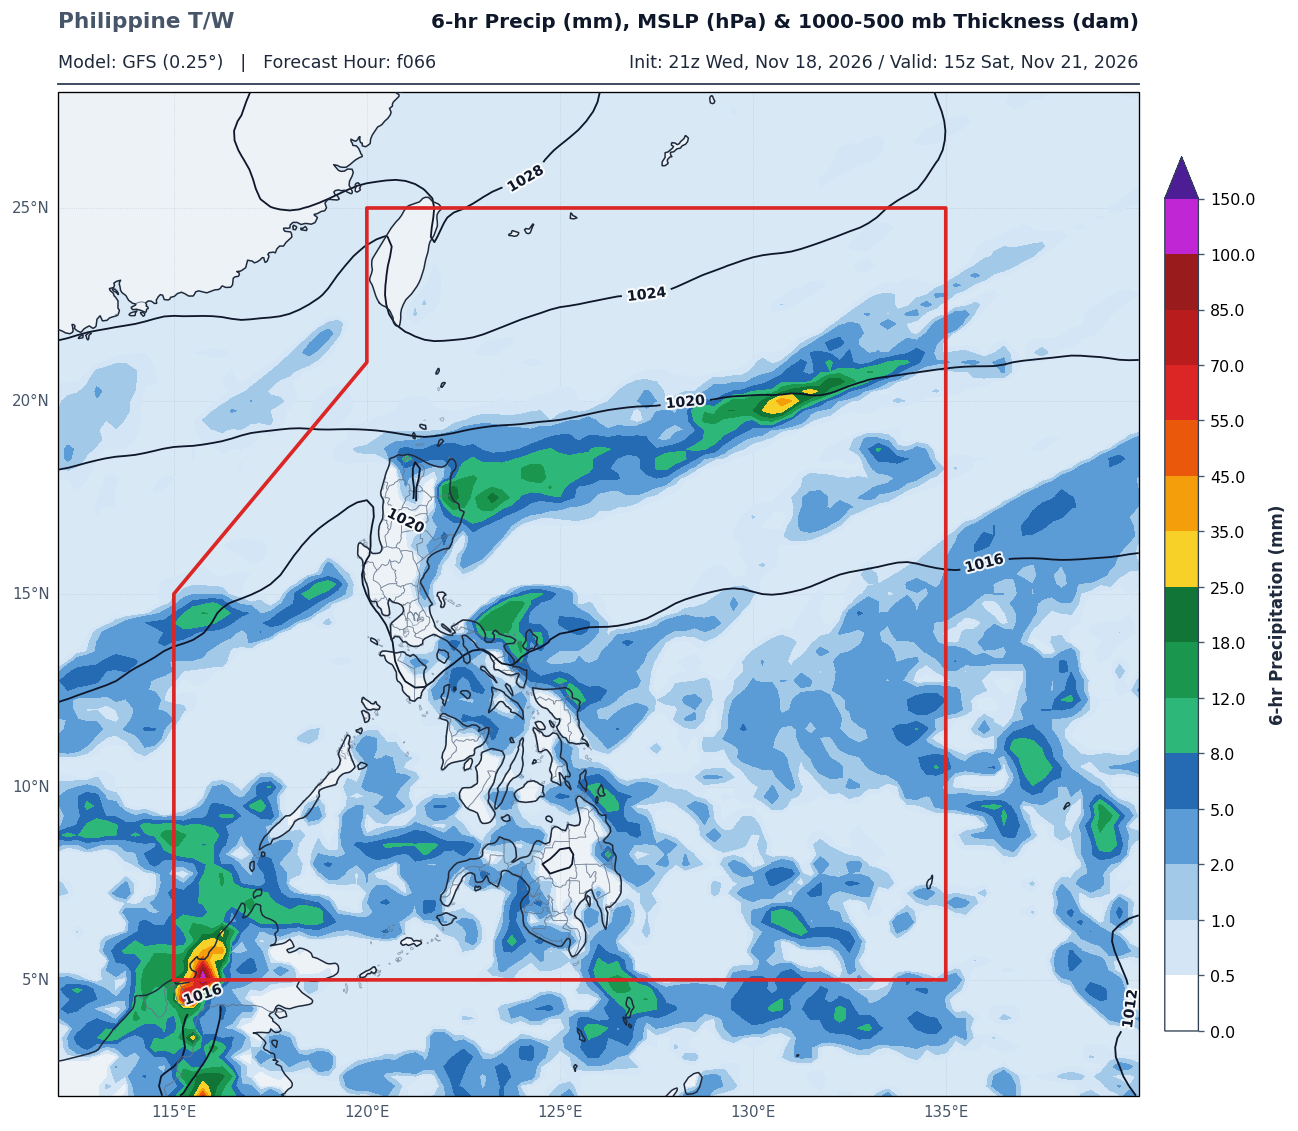 Philippine T/W
6-hr Precip (mm), MSLP (hPa) & 1000-500 mb Thickness (dam)
Model: GFS (0.25°) | Forecast Hour: f066
Init: 21z Wed, Nov 18, 2026 / Valid: 15z Sat, Nov 21, 2026
1028
1024
1020
1020
1016
1016
1012
25°N
20°N
15°N
10°N
5°N
115°E
120°E
125°E
130°E
135°E
150.0
100.0
85.0
70.0
55.0
45.0
35.0
25.0
18.0
12.0
8.0
5.0
2.0
1.0
0.5
0.0
6-hr Precipitation (mm)